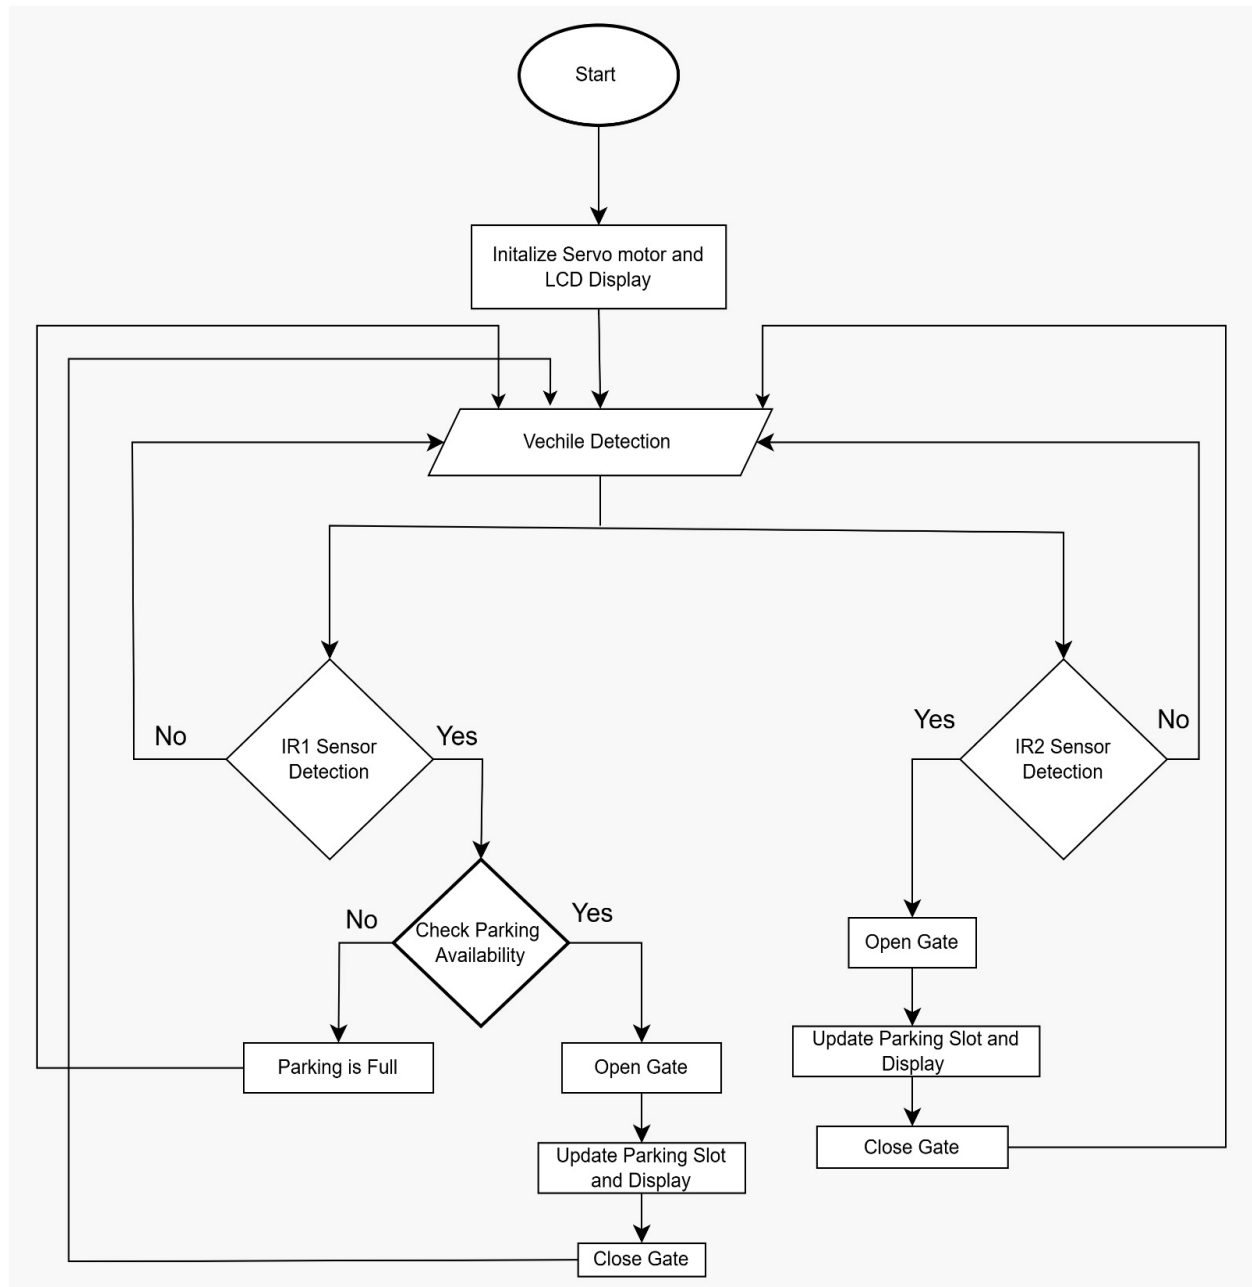 Start
Initalize Servo motor and
LCD Display
Vechile Detection
No
IR1 Sensor
Detection
Yes
Yes
IR2 Sensor
Detection
No
No
Check Parking
Availability
Yes
Parking is Full
Open Gate
Update Parking Slot
and Display
Close Gate
Open Gate
Update Parking Slot and
Display
Close Gate